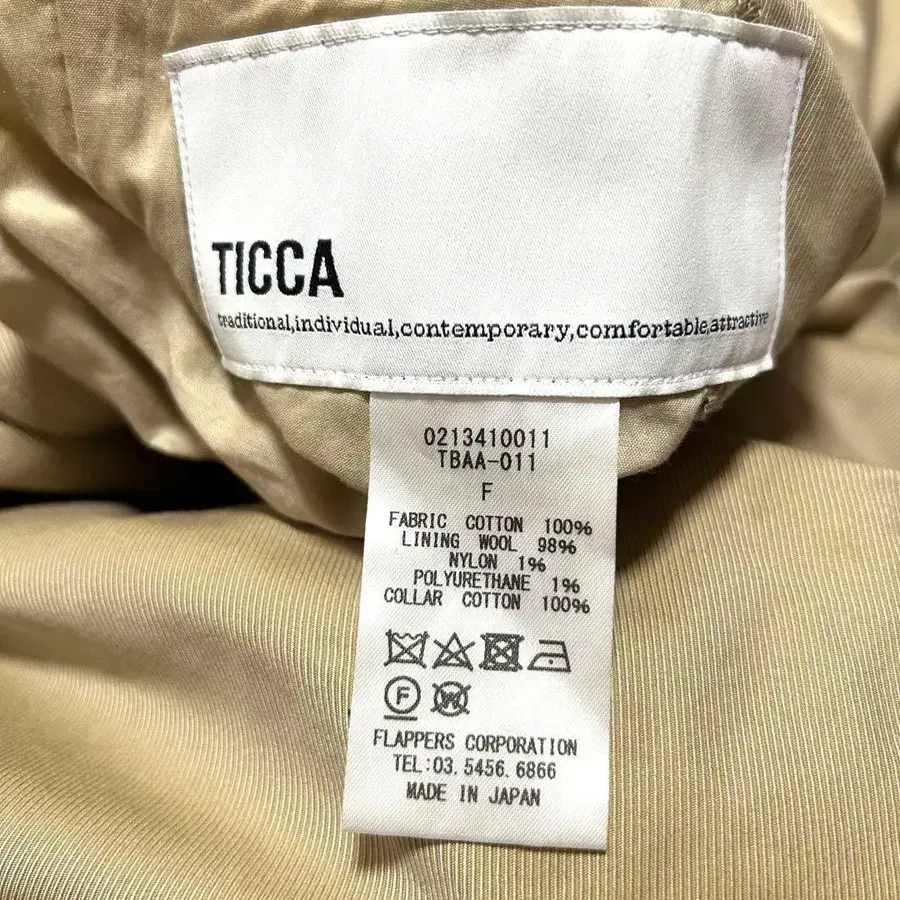 TICCA
traditional,individual,contemporary,comfortable,attractive
0213410011
TBAA-011
F
FABRIC COTTON 100%
LINING WOOL 98%
NYLON 1%
POLYURETHANE 1%
COLLAR COTTON 100%
F
W
FLAPPERS CORPORATION
TEL:03.5456.6866
MADE IN JAPAN